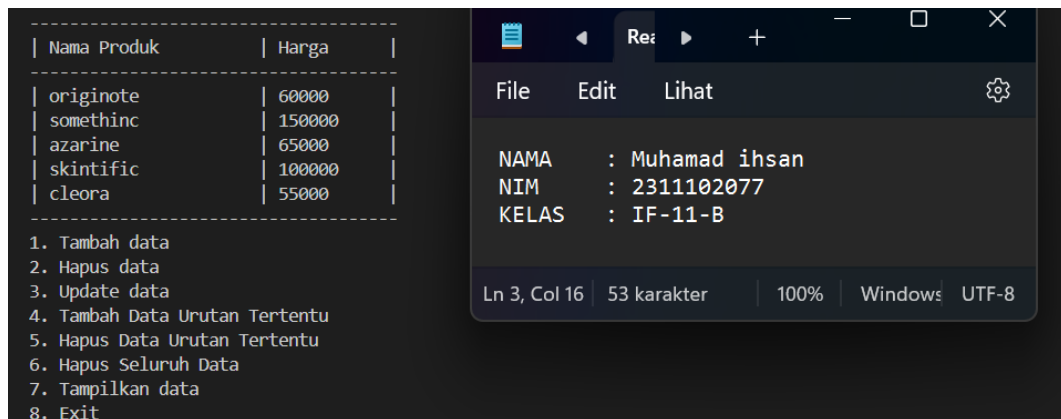 -------------------------------------
| Nama Produk | Harga |
-------------------------------------
| originote | 60000 |
| somethinc | 150000 |
| azarine | 65000 |
| skintific | 100000 |
| cleora | 55000 |
-------------------------------------
1. Tambah data
2. Hapus data
3. Update data
4. Tambah Data Urutan Tertentu
5. Hapus Data Urutan Tertentu
6. Hapus Seluruh Data
7. Tampilkan data
8. Exit
Rea
File Edit Lihat
NAMA : Muhamad ihsan
NIM : 2311102077
KELAS : IF-11-B
Ln 3, Col 16 53 karakter 100% Windows UTF-8